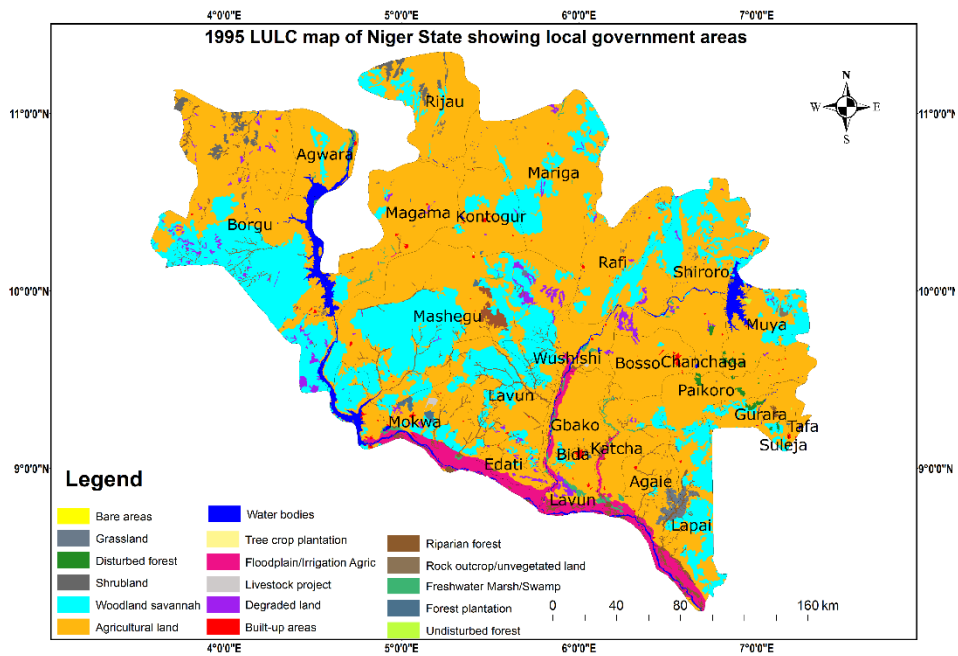 4°0'0"E 5°0'0"E 6°0'0"E 7°0'0"E
1995 LULC map of Niger State showing local government areas
N
W E
S
11°0'0"N 11°0'0"N
Rijau
Agwara
Mariga
Magama Kontogur
Borgu
Rafi
Shiroro
10°0'0"N 10°0'0"N
Mashegu
Muya
Wushishi
Bosso Chanchaga
Paikoro
Lavun
Gurara
Mokwa
Gbako
Tafa
Suleja
Katcha
Bida
9°0'0"N 9°0'0"N
Edati
Agaie
Lavun
Lapai
Legend
Bare areas
Grassland
Disturbed forest
Shrubland
Woodland savannah
Agricultural land
Water bodies
Tree crop plantation
Floodplain/Irrigation Agric
Livestock project
Degraded land
Built-up areas
Riparian forest
Rock outcrop/unvegetated land
Freshwater Marsh/Swamp
Forest plantation
Undisturbed forest
0 20 40 80 120 160 km
4°0'0"E 5°0'0"E 6°0'0"E 7°0'0"E